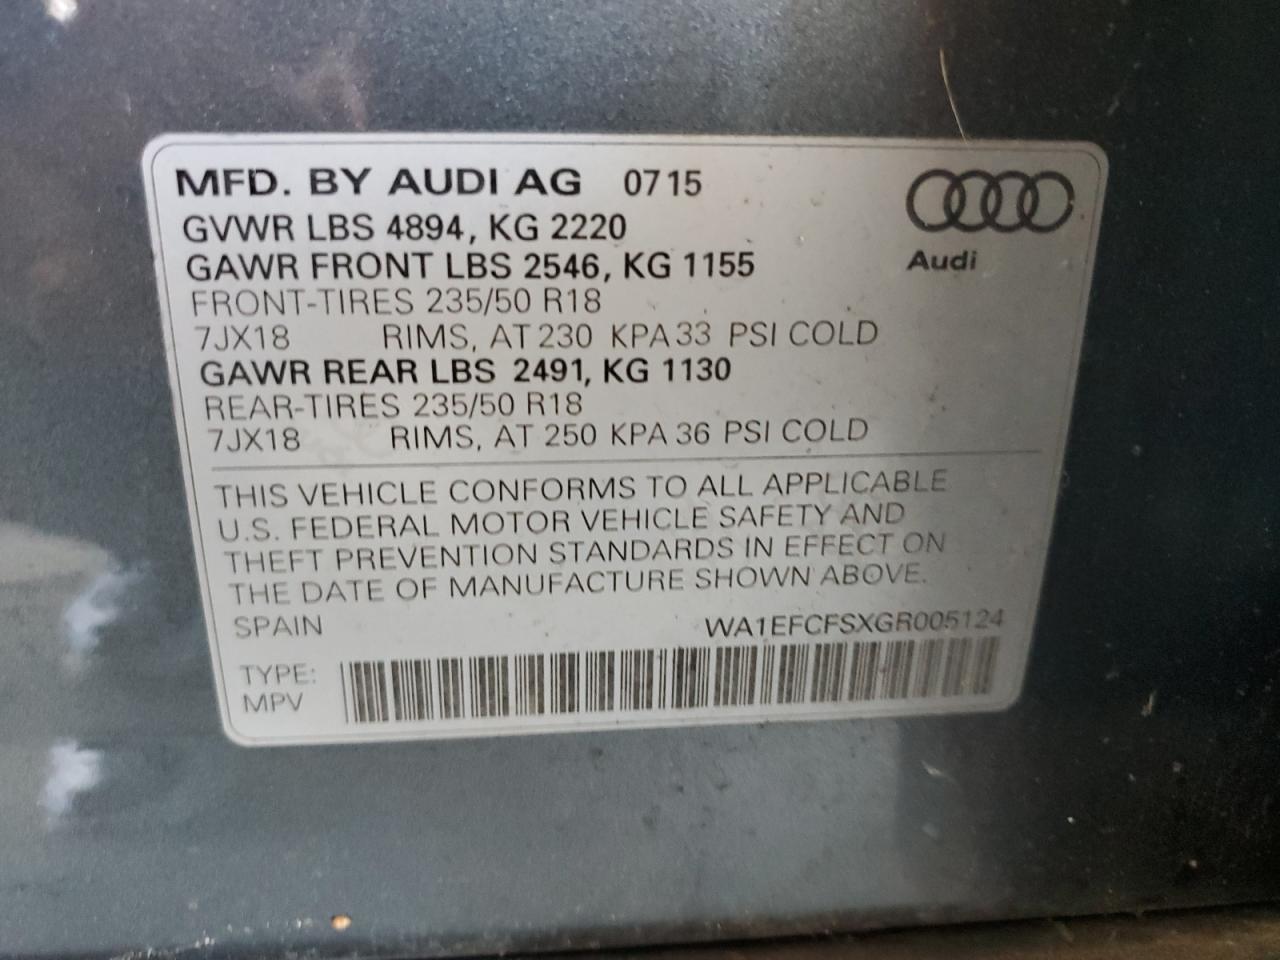 MFD. BY AUDI AG 0715
GVWR LBS 4894, KG 2220
GAWR FRONT LBS 2546, KG 1155
FRONT-TIRES 235/50 R18
7JX18 RIMS, AT 230 KPA 33 PSI COLD
GAWR REAR LBS 2491, KG 1130
REAR-TIRES 235/50 R18
7JX18 RIMS, AT 250 KPA 36 PSI COLD
Audi
THIS VEHICLE CONFORMS TO ALL APPLICABLE
U.S. FEDERAL MOTOR VEHICLE SAFETY AND
THEFT PREVENTION STANDARDS IN EFFECT ON
THE DATE OF MANUFACTURE SHOWN ABOVE.
SPAIN WA1EFCFSXGR005124
TYPE:
MPV